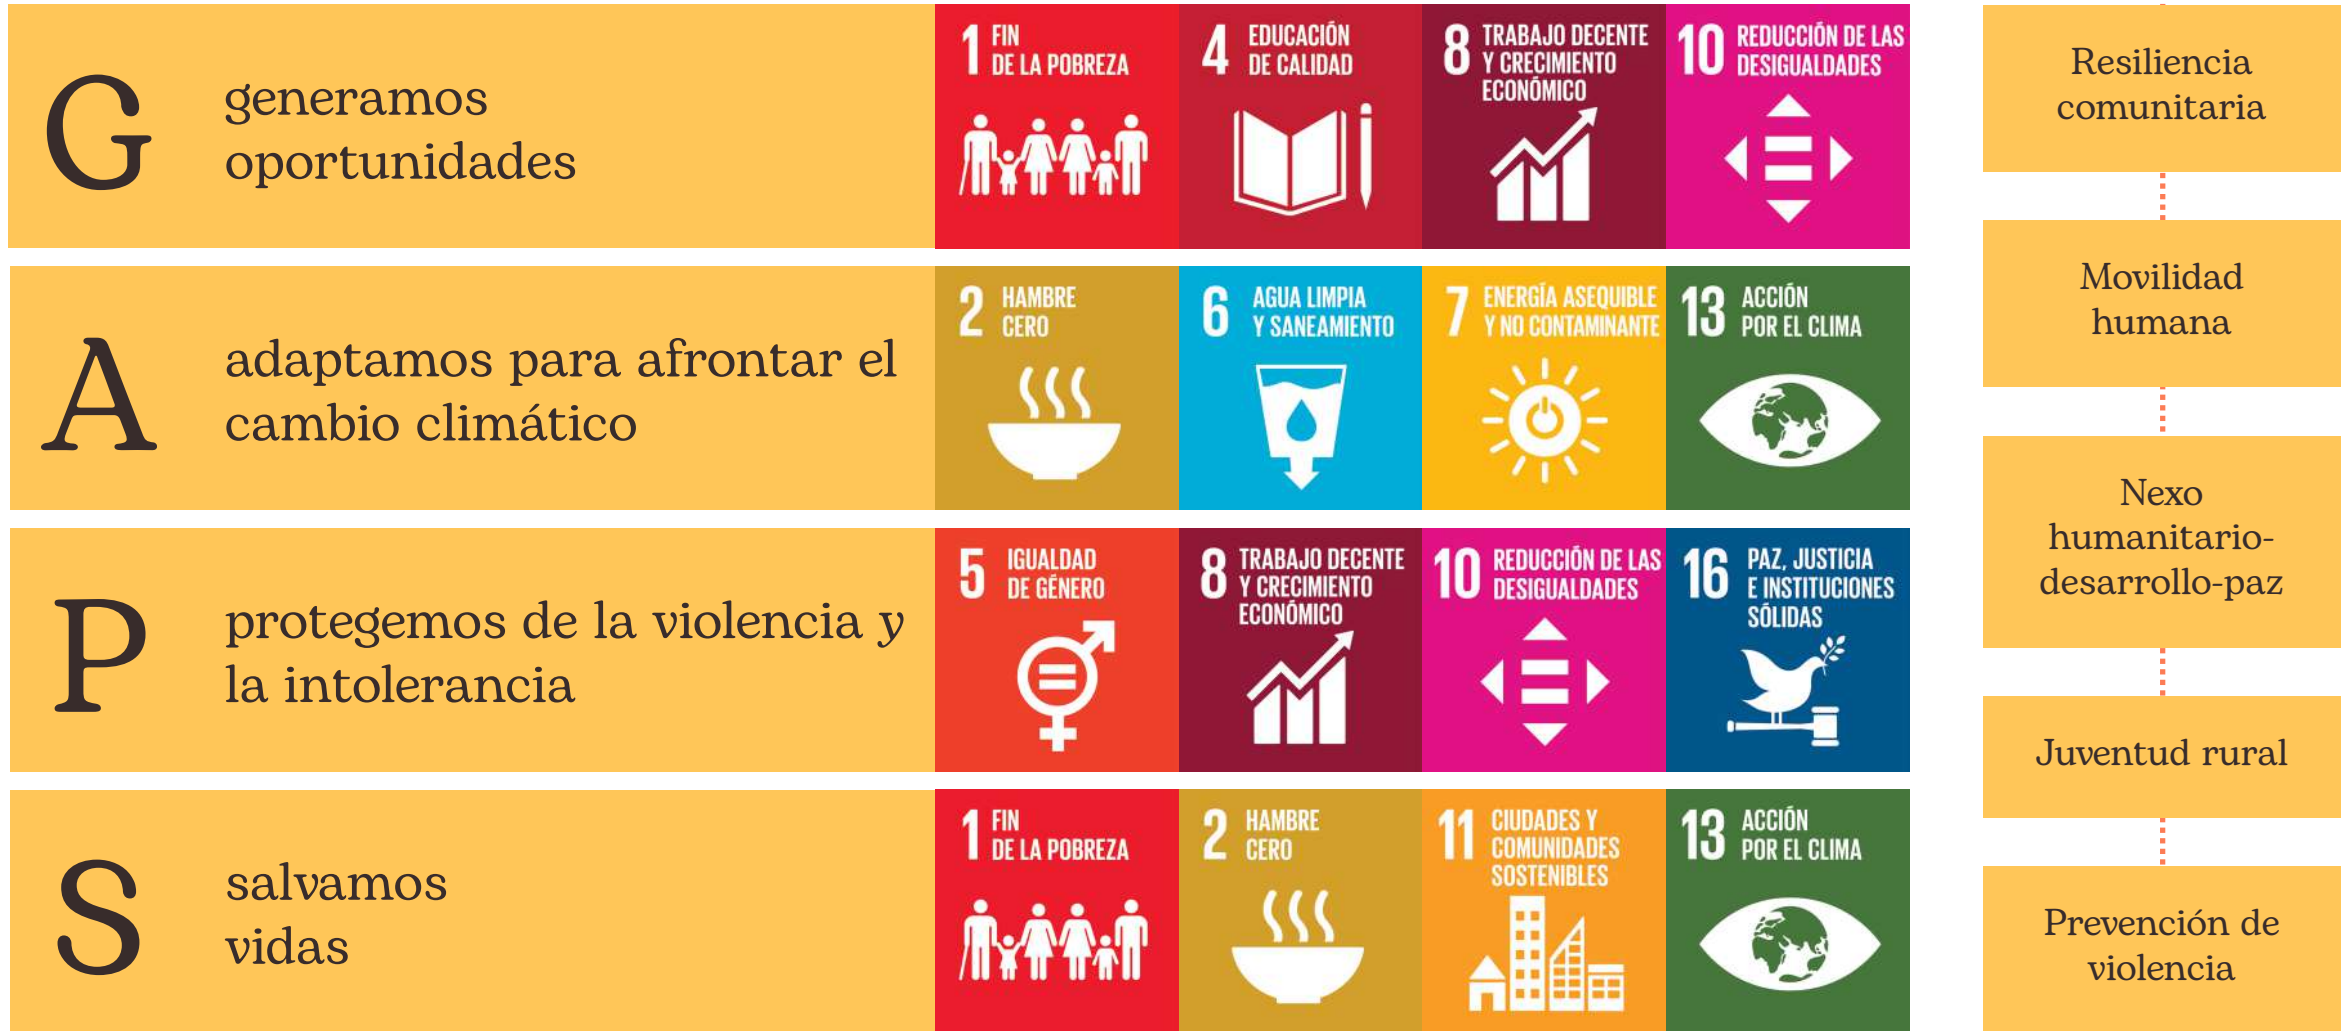 G
generamos
oportunidades
1 FIN
DE LA POBREZA
4 EDUCACIÓN
DE CALIDAD
8 TRABAJO DECENTE
Y CRECIMIENTO
ECONÓMICO
10 REDUCCIÓN DE LAS
DESIGUALDADES
A
adaptamos para afrontar el
cambio climático
2 HAMBRE
CERO
6 AGUA LIMPIA
Y SANEAMIENTO
7 ENERGÍA ASEQUIBLE
Y NO CONTAMINANTE
13 ACCIÓN
POR EL CLIMA
P
protegemos de la violencia y
la intolerancia
5 IGUALDAD
DE GÉNERO
8 TRABAJO DECENTE
Y CRECIMIENTO
ECONÓMICO
10 REDUCCIÓN DE LAS
DESIGUALDADES
16 PAZ, JUSTICIA
E INSTITUCIONES
SÓLIDAS
S
salvamos
vidas
1 FIN
DE LA POBREZA
2 HAMBRE
CERO
11 CIUDADES Y
COMUNIDADES
SOSTENIBLES
13 ACCIÓN
POR EL CLIMA
Resiliencia
comunitaria
Movilidad
humana
Nexo
humanitario-
desarrollo-paz
Juventud rural
Prevención de
violencia